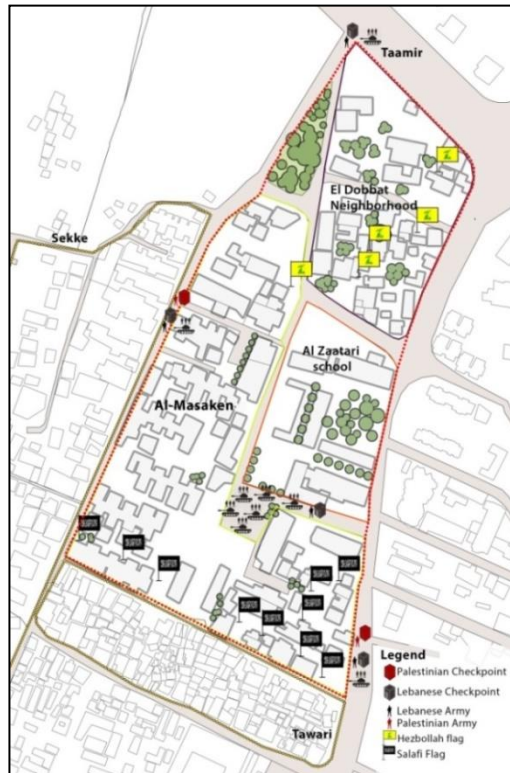 Taamir
El Dobbat
Neighborhood
Sekke
Al Zaatari
school
Al-Masaken
Tawari
Legend
Palestinian Checkpoint
Lebanese Checkpoint
Lebanese Army
Palestinian Army
Hezbollah flag
Salafi Flag